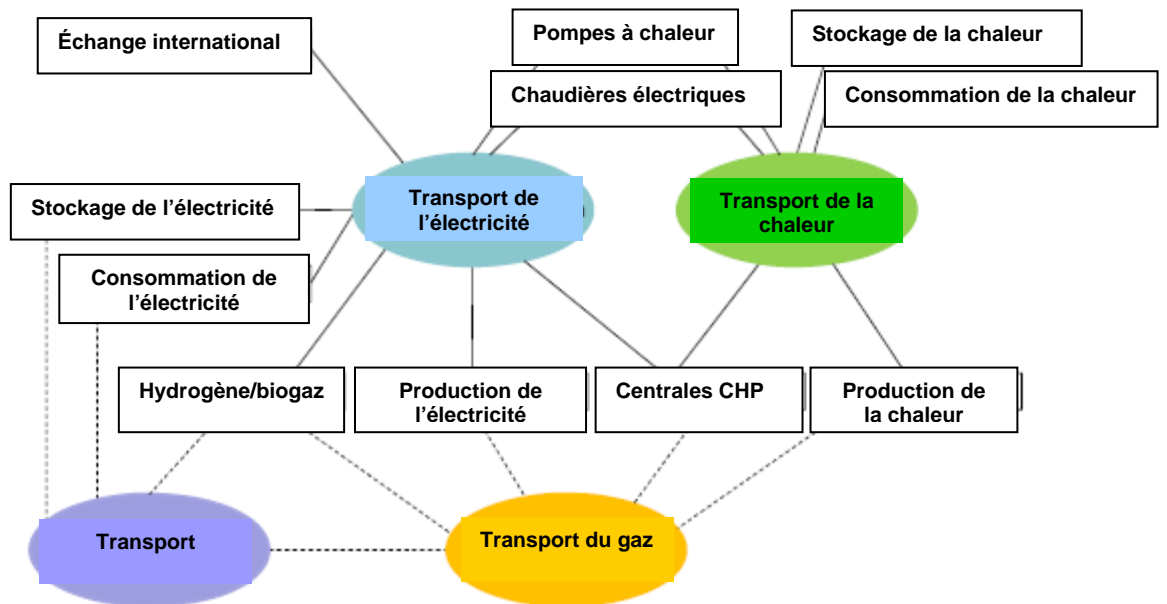 Échange international
Pompes à chaleur
Stockage de la chaleur
Chaudières électriques
Consommation de la chaleur
Stockage de l’électricité
Transport de
l’électricité
Transport de la
chaleur
Consommation de
l’électricité
Hydrogène/biogaz
Production de
l’électricité
Centrales CHP
Production de
la chaleur
Transport
Transport du gaz